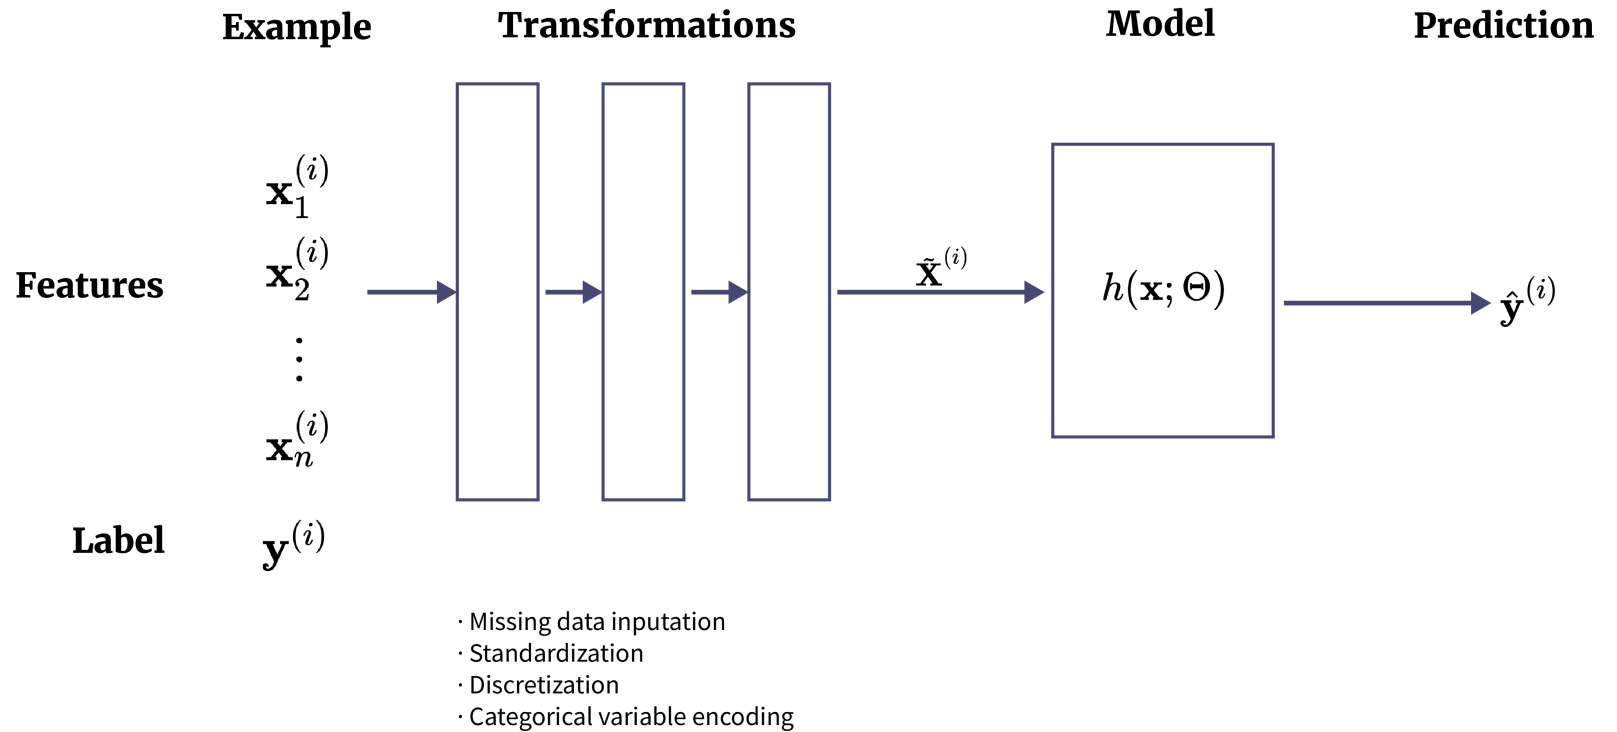 Example Transformations Model Prediction
x₁⁽ⁱ⁾
Features x₂⁽ⁱ⁾
⋮
xₙ⁽ⁱ⁾
x̃⁽ⁱ⁾
h(x; Θ)
ŷ⁽ⁱ⁾
Label y⁽ⁱ⁾
· Missing data inputation
· Standardization
· Discretization
· Categorical variable encoding